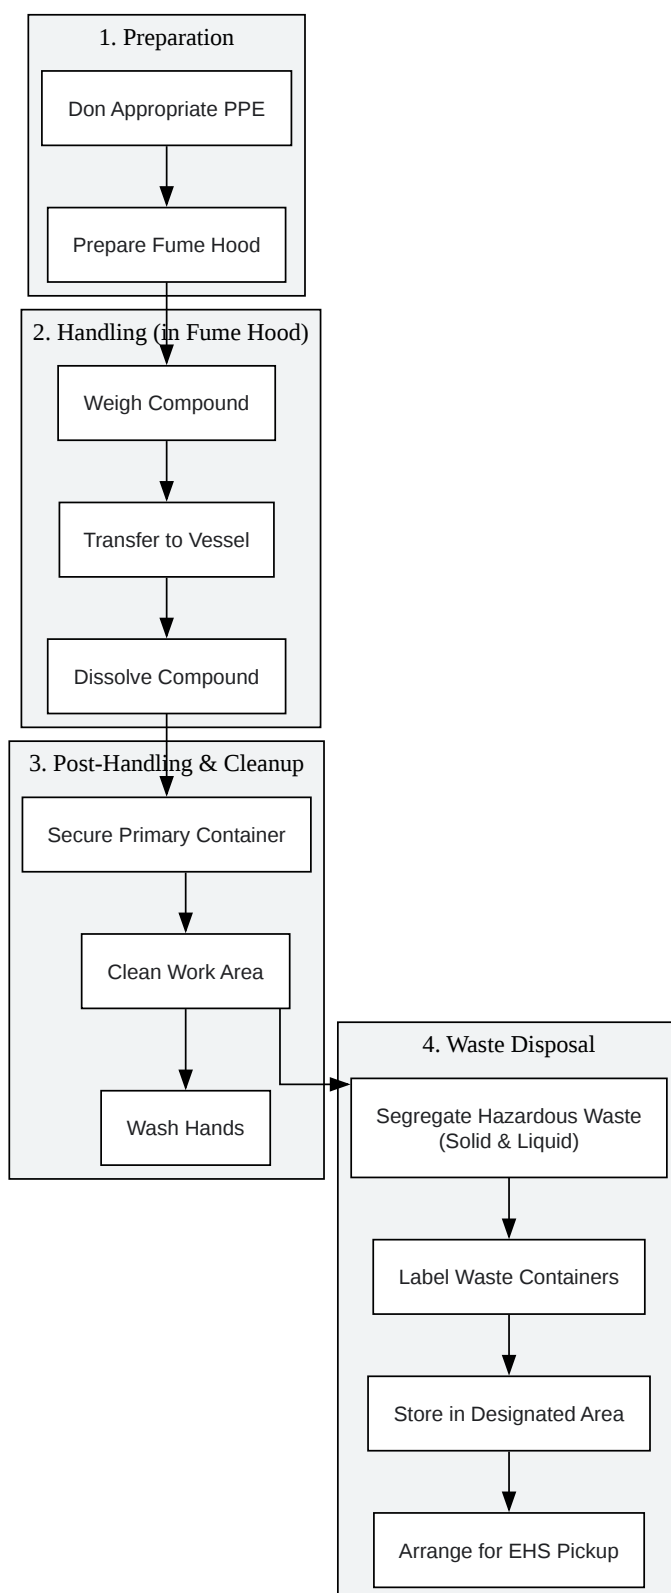 1. Preparation
Don Appropriate PPE
Prepare Fume Hood
2. Handling (in Fume Hood)
Weigh Compound
Transfer to Vessel
Dissolve Compound
3. Post-Handling & Cleanup
Secure Primary Container
Clean Work Area
Wash Hands
4. Waste Disposal
Segregate Hazardous Waste
(Solid & Liquid)
Label Waste Containers
Store in Designated Area
Arrange for EHS Pickup